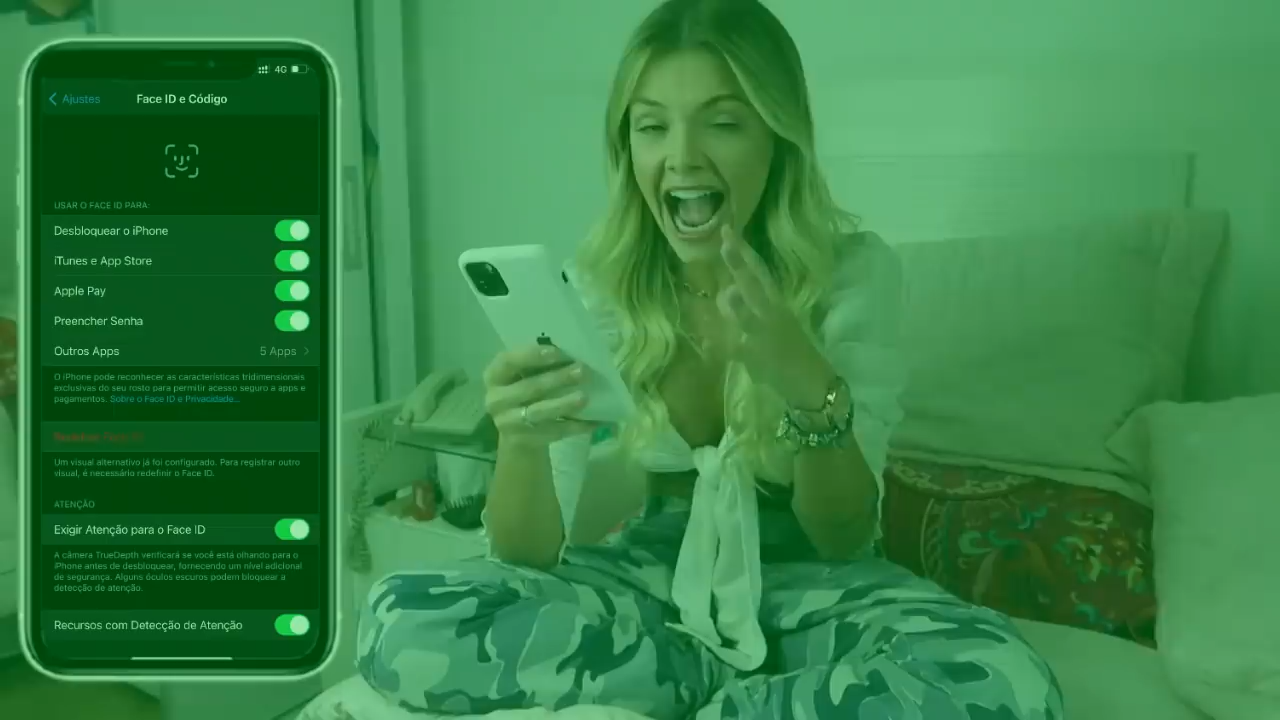 4G
Ajustes
Face ID e Código
USAR O FACE ID PARA:
Desbloquear o iPhone
iTunes e App Store
Apple Pay
Preencher Senha
Outros Apps 5 Apps
O iPhone pode reconhecer as características tridimensionais
exclusivas do seu rosto para permitir acesso seguro a apps e
pagamentos. Sobre o Face ID e Privacidade...
Redefinir Face ID
Um visual alternativo já foi configurado. Para registrar outro
visual, é necessário redefinir o Face ID.
ATENÇÃO
Exigir Atenção para o Face ID
A câmera TrueDepth verificará se você está olhando para o
iPhone antes de desbloquear, fornecendo um nível adicional
de segurança. Alguns óculos escuros podem bloquear a
detecção de atenção.
Recursos com Detecção de Atenção